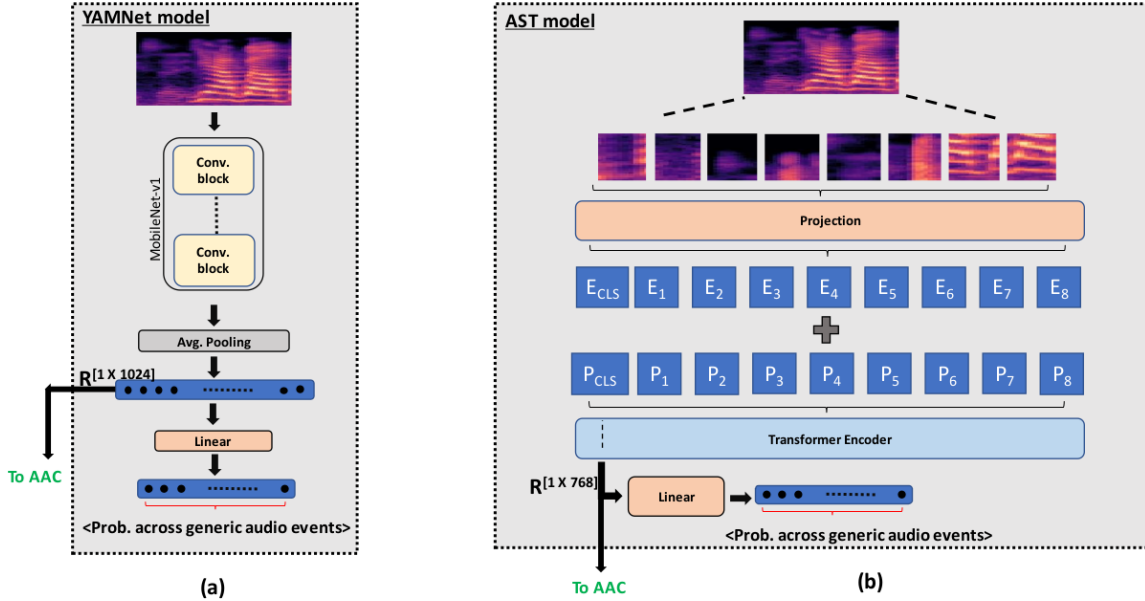 YAMNet model
Conv.
block
MobileNet-v1
Conv.
block
Avg. Pooling
R[1 X 1024]
Linear
To AAC
<Prob. across generic audio events>
(a)
AST model
Projection
ECLS E1 E2 E3 E4 E5 E6 E7 E8
PCLS P1 P2 P3 P4 P5 P6 P7 P8
Transformer Encoder
R[1 X 768]
Linear
<Prob. across generic audio events>
To AAC
(b)